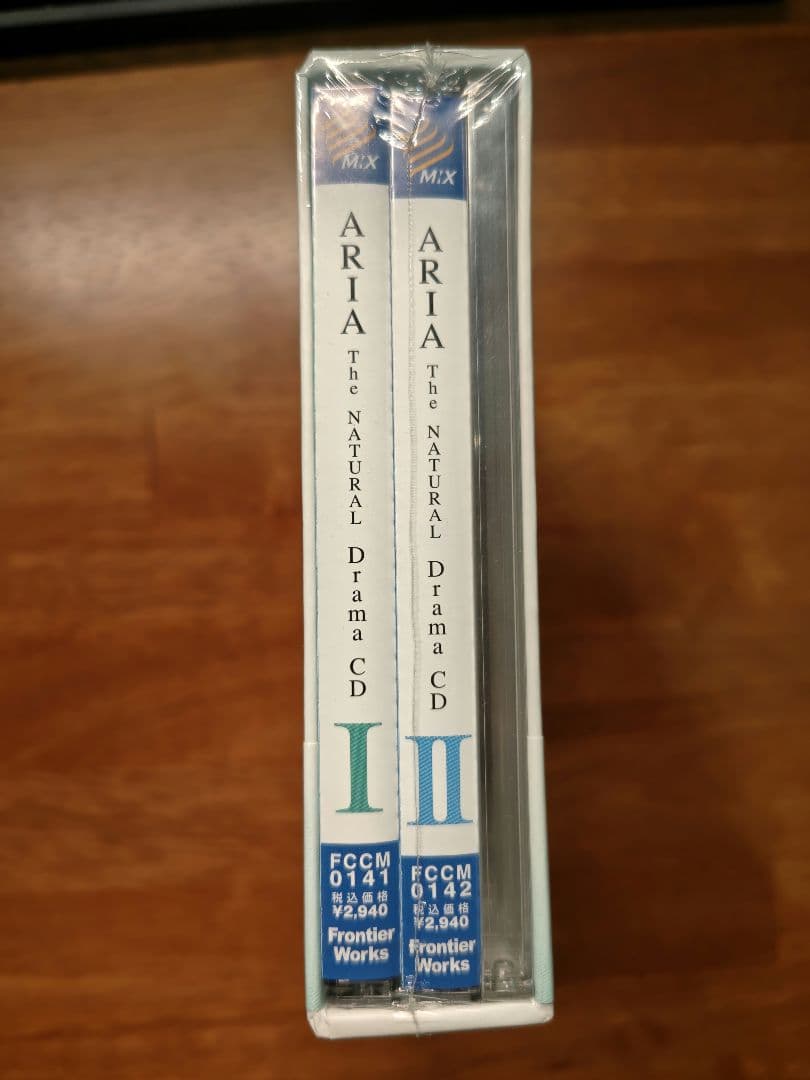 MiX
ARIA The NATURAL Drama CD
I
FCCM
0141
税込価格
¥2,940
Frontier
Works
MiX
ARIA The NATURAL Drama CD
II
FCCM
0142
税込価格
¥2,940
Frontier
Works